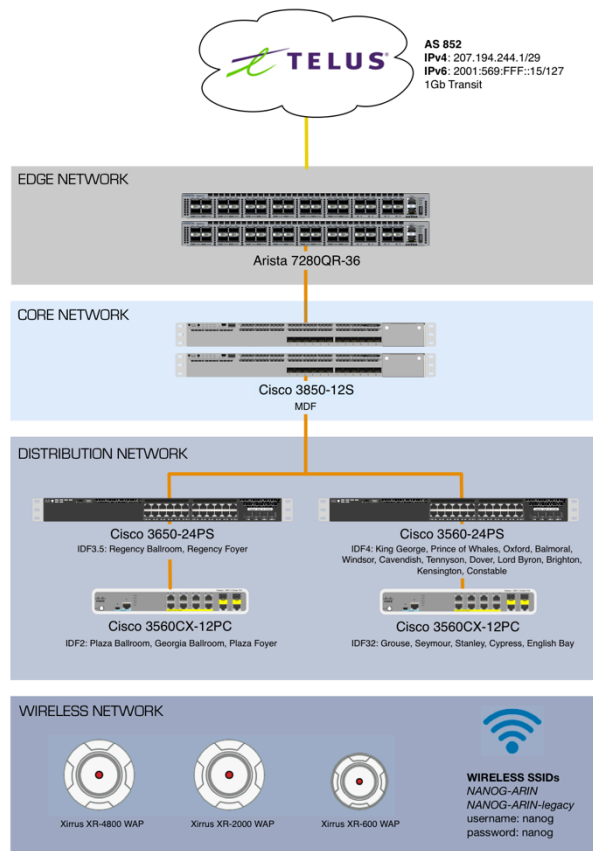 TELUS
AS 852
IPv4: 207.194.244.1/29
IPv6: 2001:569:FFF::15/127
1Gb Transit
EDGE NETWORK
Arista 7280QR-36
CORE NETWORK
Cisco 3850-12S
MDF
DISTRIBUTION NETWORK
Cisco 3650-24PS
IDF3.5: Regency Ballroom, Regency Foyer
Cisco 3560-24PS
IDF4: King George, Prince of Whales, Oxford, Balmoral,
Windsor, Cavendish, Tennyson, Dover, Lord Byron, Brighton,
Kensington, Constable
Cisco 3560CX-12PC
IDF2: Plaza Ballroom, Georgia Ballroom, Plaza Foyer
Cisco 3560CX-12PC
IDF32: Grouse, Seymour, Stanley, Cypress, English Bay
WIRELESS NETWORK
Xirrus XR-4800 WAP
Xirrus XR-2000 WAP
Xirrus XR-600 WAP
WIRELESS SSIDs
NANOG-ARIN
NANOG-ARIN-legacy
username: nanog
password: nanog